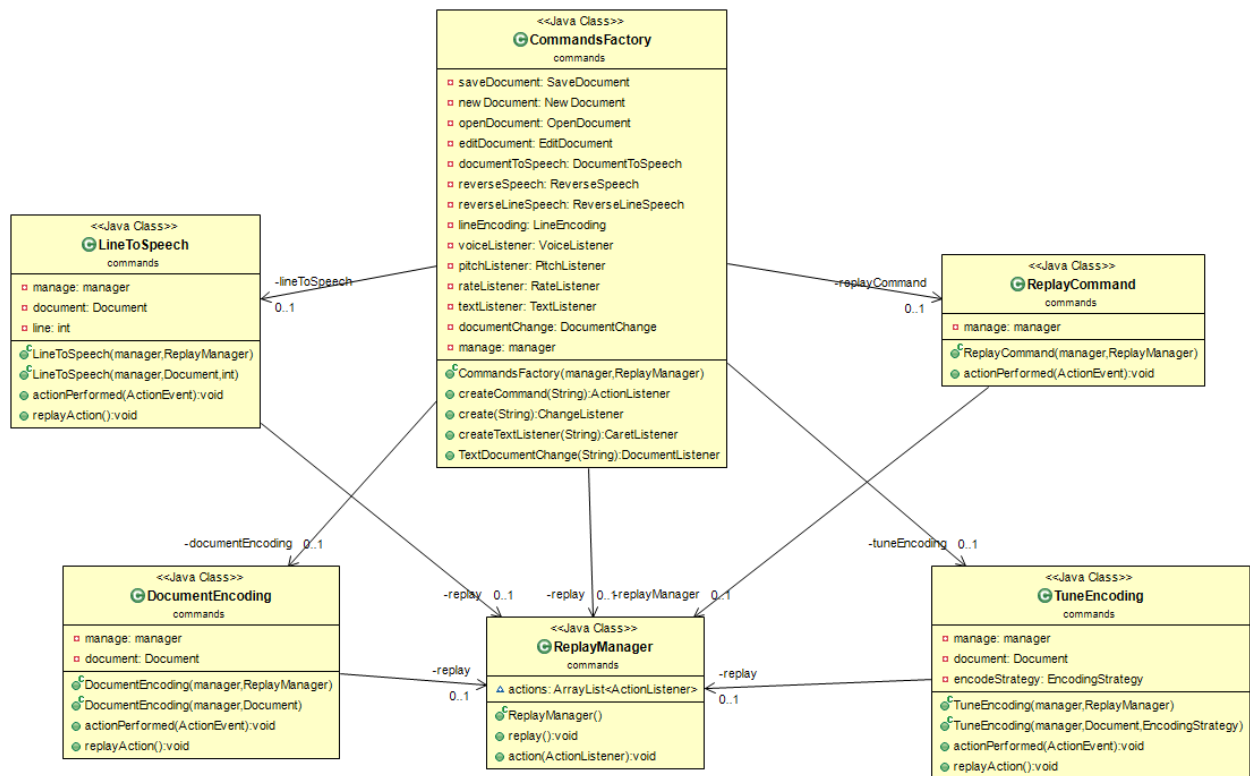 <<Java Class>>
CommandsFactory
commands
saveDocument: SaveDocument
new Document: New Document
openDocument: OpenDocument
editDocument: EditDocument
documentToSpeech: DocumentToSpeech
reverseSpeech: ReverseSpeech
reverseLineSpeech: ReverseLineSpeech
lineEncoding: LineEncoding
voiceListener: VoiceListener
pitchListener: PitchListener
rateListener: RateListener
textListener: TextListener
documentChange: DocumentChange
manage: manager
CommandsFactory(manager,ReplayManager)
createCommand(String):ActionListener
create(String):ChangeListener
createTextListener(String):CaretListener
TextDocumentChange(String):DocumentListener
<<Java Class>>
LineToSpeech
commands
manage: manager
document: Document
line: int
LineToSpeech(manager,ReplayManager)
LineToSpeech(manager,Document,int)
actionPerformed(ActionEvent):void
replayAction():void
-lineToSpeech
0..1
-replayCommand
0..1
<<Java Class>>
ReplayCommand
commands
manage: manager
ReplayCommand(manager,ReplayManager)
actionPerformed(ActionEvent):void
-documentEncoding 0..1
-tuneEncoding 0..1
<<Java Class>>
DocumentEncoding
commands
manage: manager
document: Document
DocumentEncoding(manager,ReplayManager)
DocumentEncoding(manager,Document)
actionPerformed(ActionEvent):void
replayAction():void
-replay 0..1
-replay 0..1
-replayManager 0..1
-replay
0..1
<<Java Class>>
ReplayManager
commands
actions: ArrayList<ActionListener>
ReplayManager()
replay():void
action(ActionListener):void
-replay
0..1
<<Java Class>>
TuneEncoding
commands
manage: manager
document: Document
encodeStrategy: EncodingStrategy
TuneEncoding(manager,ReplayManager)
TuneEncoding(manager,Document,EncodingStrategy)
actionPerformed(ActionEvent):void
replayAction():void